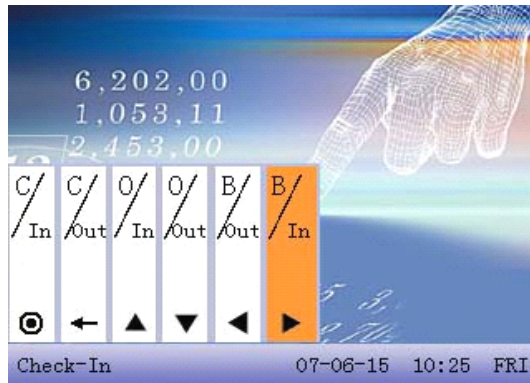 6,202,00
1,053,11
2,453,00
C/In C/Out O/In O/Out B/Out B/In
Check-In 07-06-15 10:25 FRI